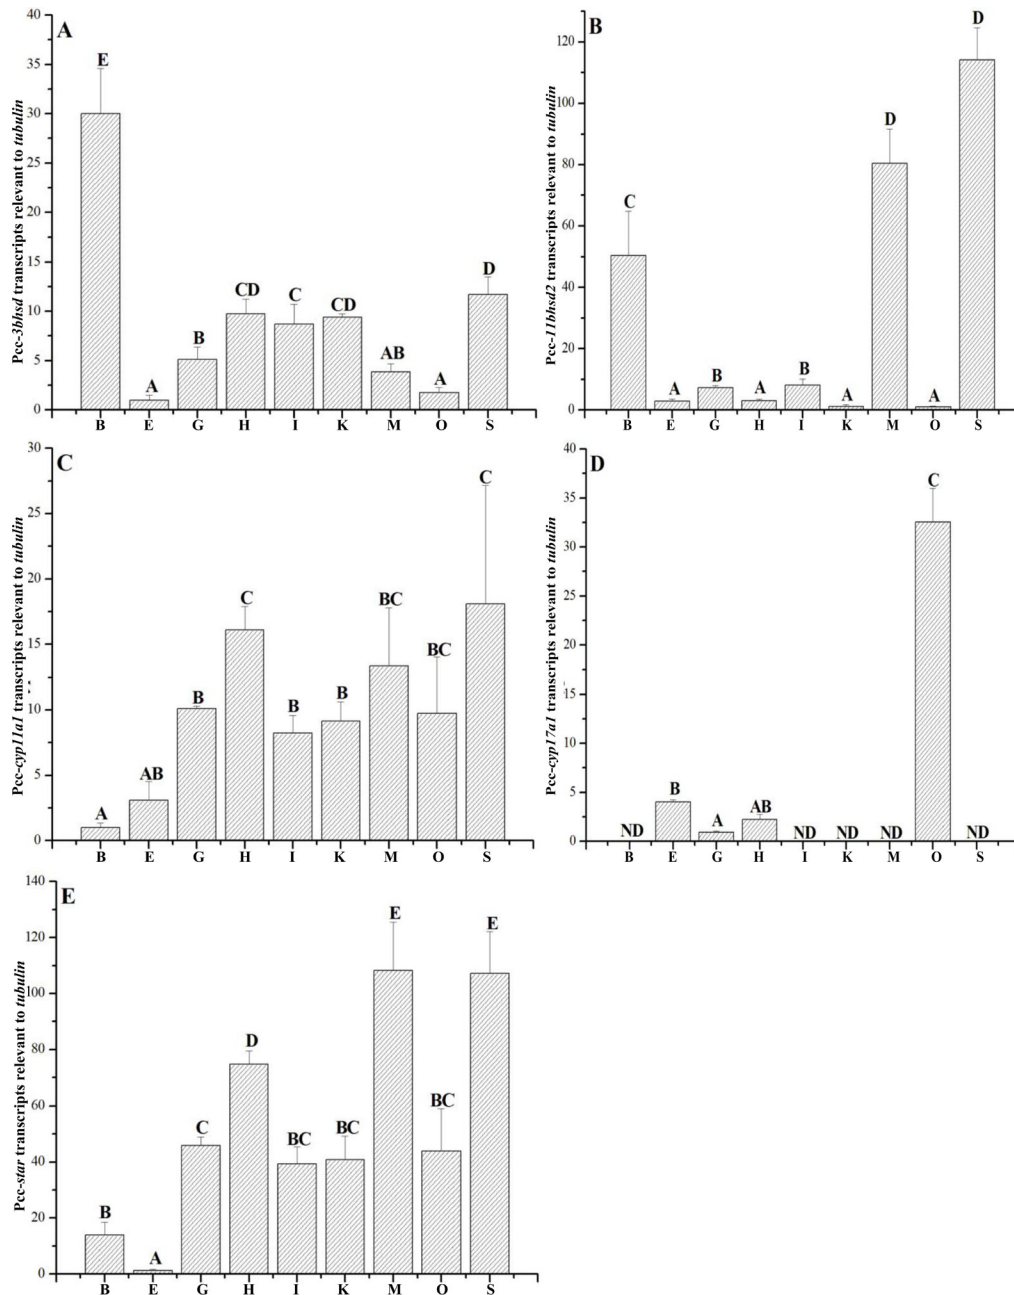 A
Pcc-3bhsd transcripts relevant to tubulin
40
35
30
25
20
15
10
5
0
E
A
B
CD
C
CD
AB
A
D
B E G H I K M O S
B
Pcc-11bhsd2 transcripts relevant to tubulin
120
100
80
60
40
20
0
C
A
B
A
B
A
D
A
D
B E G H I K M O S
C
Pcc-cyp11a1 transcripts relevant to tubulin
30
25
20
15
10
5
0
A
AB
B
C
B
B
BC
BC
C
B E G H I K M O S
D
Pcc-cyp17a1 transcripts relevant to tubulin
40
35
30
25
20
15
10
5
0
ND
B
A
AB
ND
ND
ND
C
ND
B E G H I K M O S
E
Pcc-star transcripts relevant to tubulin
140
120
100
80
60
40
20
0
B
A
C
D
BC
BC
E
BC
E
B E G H I K M O S